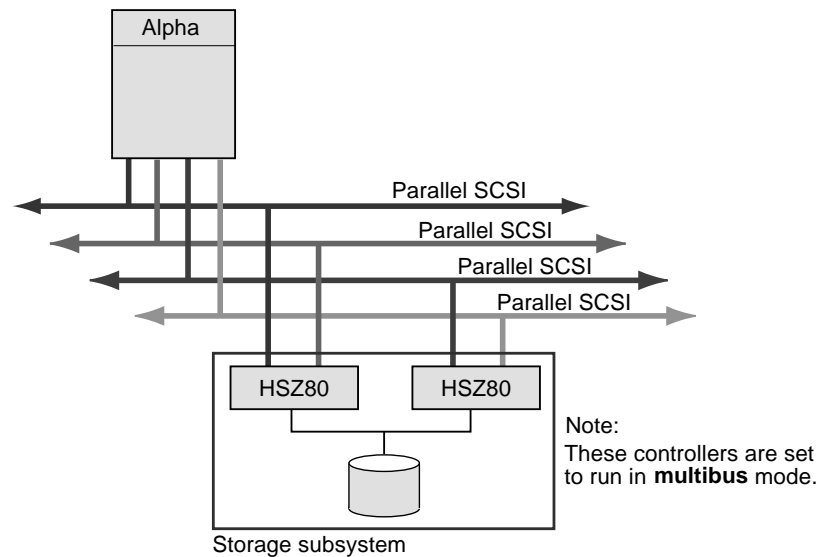 Alpha
Parallel SCSI
Parallel SCSI
Parallel SCSI
Parallel SCSI
HSZ80
HSZ80
Note:
These controllers are set
to run in multibus mode.
Storage subsystem